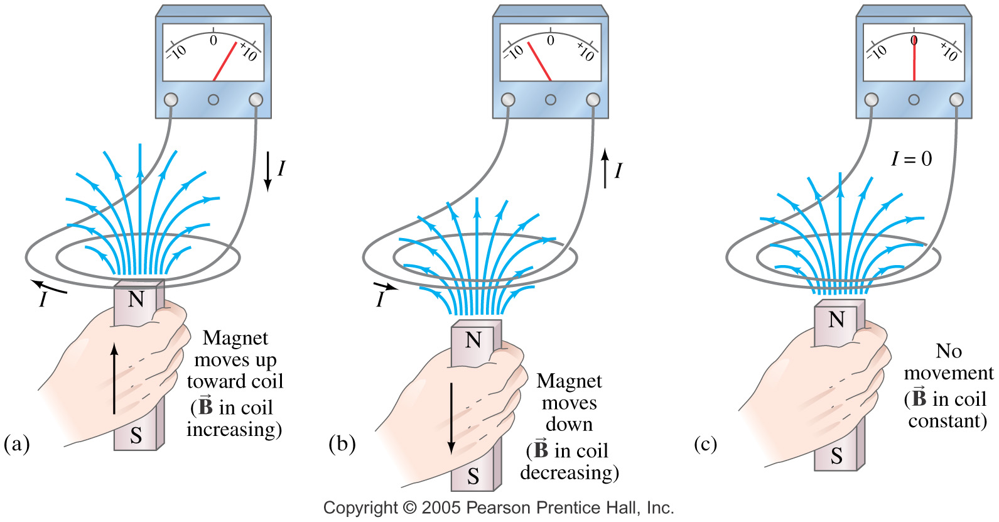 −10 0 +10
I
I
N
Magnet
moves up
toward coil
(B⃗ in coil
increasing)
S
(a)
−10 0 +10
I
I
N
Magnet
moves
down
(B⃗ in coil
decreasing)
S
(b)
−10 0 +10
I = 0
N
No
movement
(B⃗ in coil
constant)
S
(c)
Copyright © 2005 Pearson Prentice Hall, Inc.